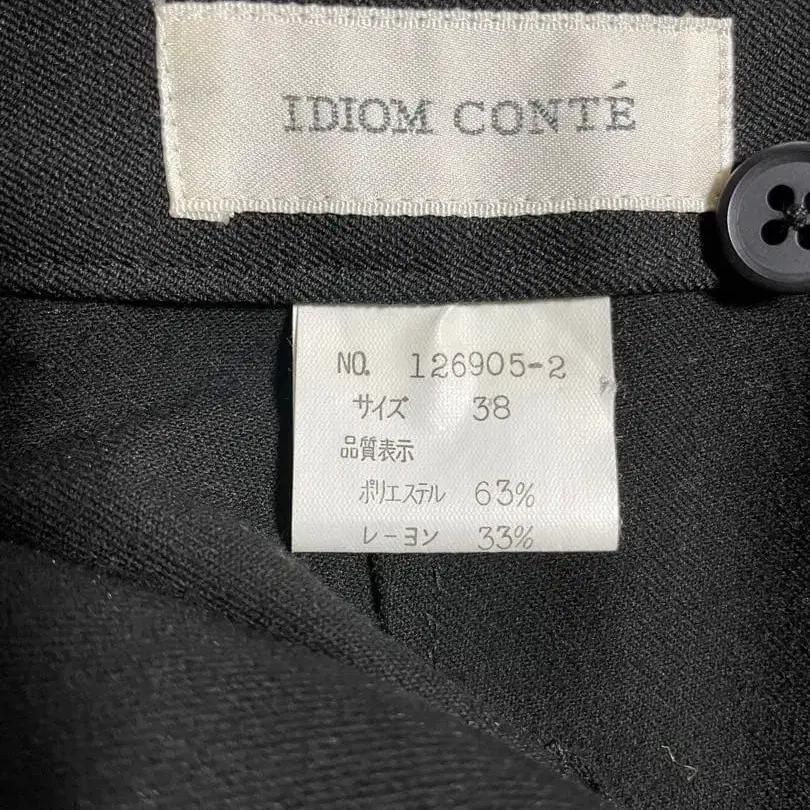 IDIOM CONTÉ
NO. 126905-2
サイズ 38
品質表示
ポリエステル 63%
レーヨン 33%